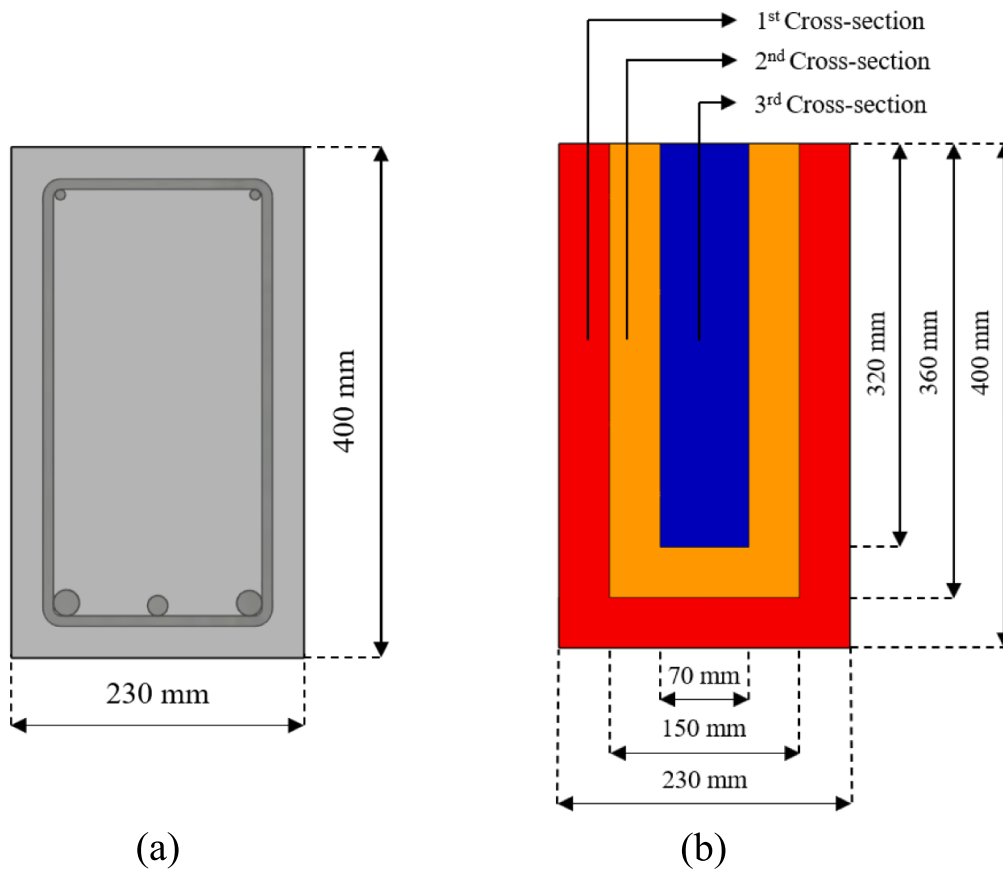 1st Cross-section
2nd Cross-section
3rd Cross-section
400 mm
230 mm
320 mm
360 mm
400 mm
70 mm
150 mm
230 mm
(a)
(b)